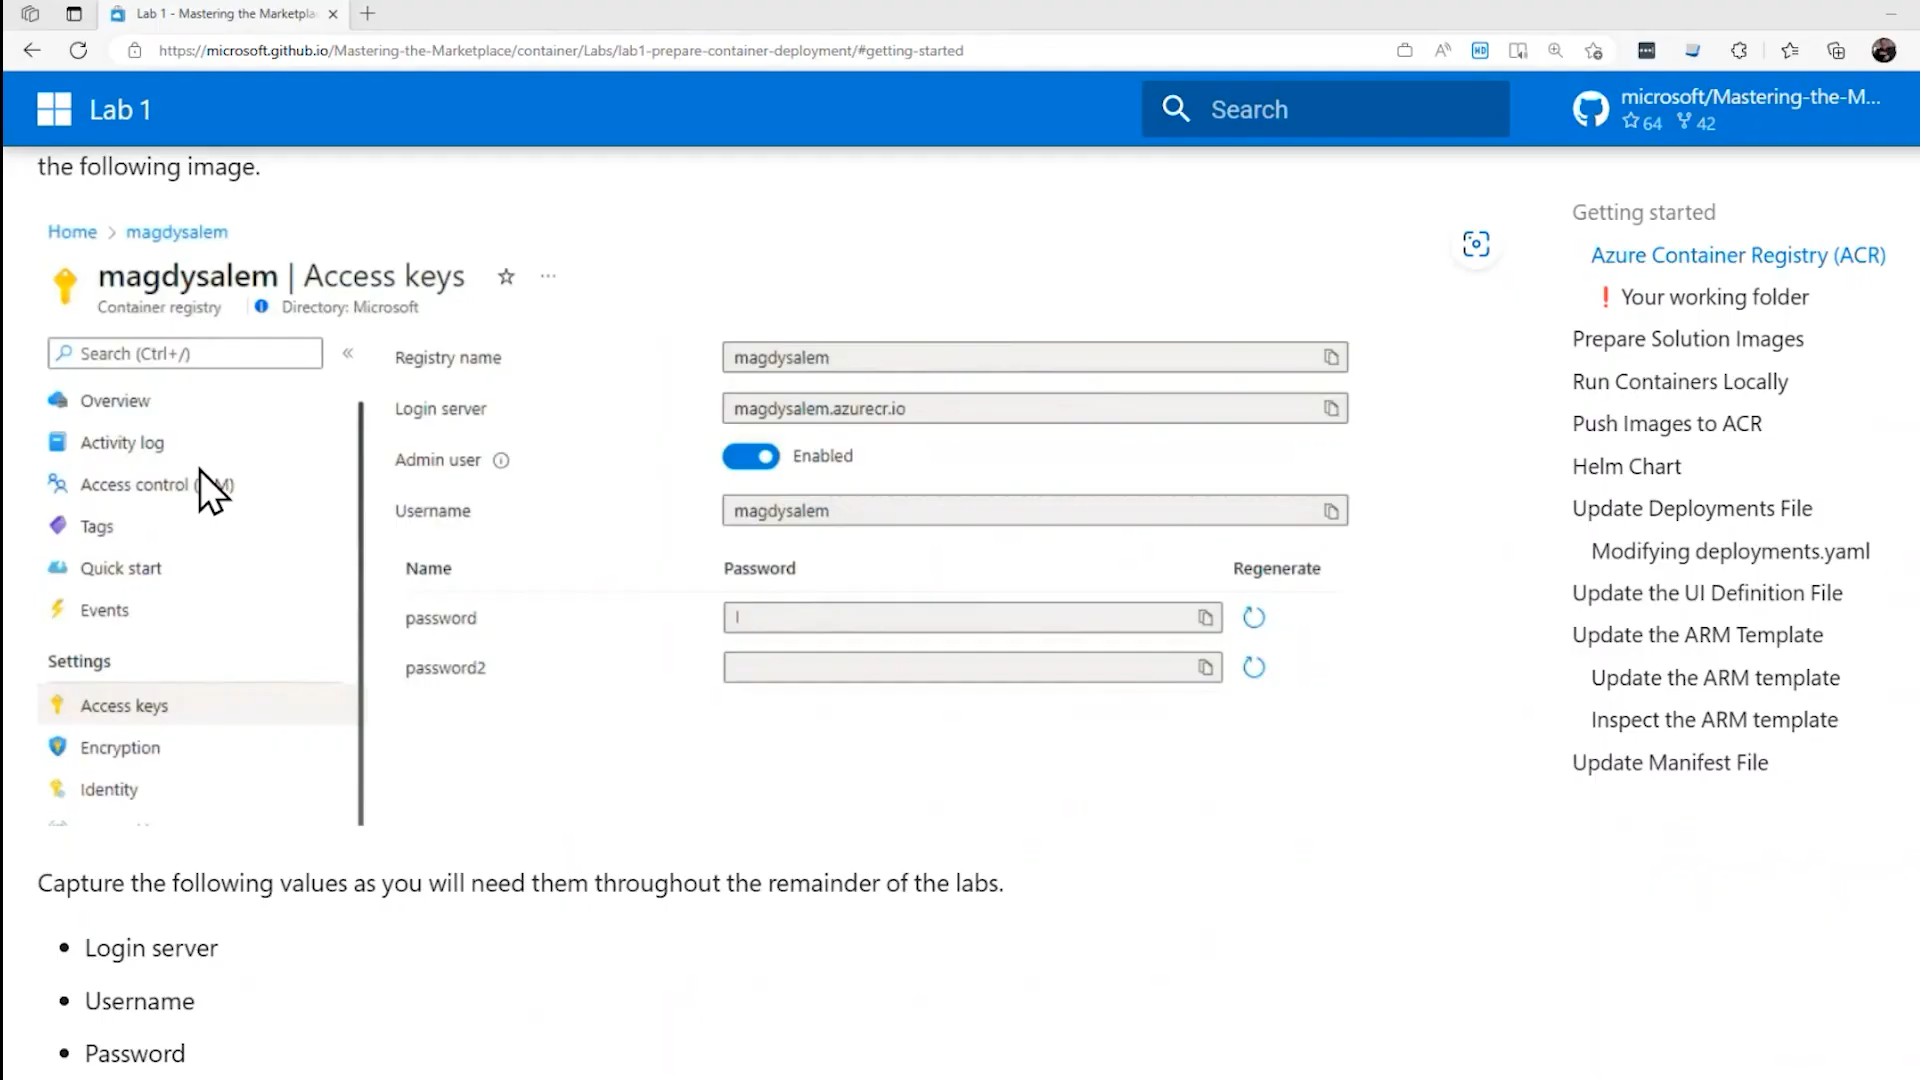 Lab 1 - Mastering the Marketpla
https://microsoft.github.io/Mastering-the-Marketplace/container/Labs/lab1-prepare-container-deployment/#getting-started
Lab 1
Search
microsoft/Mastering-the-M...
64 42
the following image.
Home > magdysalem
magdysalem | Access keys
Container registry
Directory: Microsoft
Search (Ctrl+/)
Overview
Activity log
Access control
Tags
Quick start
Events
Settings
Access keys
Encryption
Identity
Registry name
magdysalem
Login server
magdysalem.azurecr.io
Admin user
Enabled
Username
magdysalem
Name Password Regenerate
password
password2
Capture the following values as you will need them throughout the remainder of the labs.
• Login server
• Username
• Password
Getting started
Azure Container Registry (ACR)
❗ Your working folder
Prepare Solution Images
Run Containers Locally
Push Images to ACR
Helm Chart
Update Deployments File
Modifying deployments.yaml
Update the UI Definition File
Update the ARM Template
Update the ARM template
Inspect the ARM template
Update Manifest File